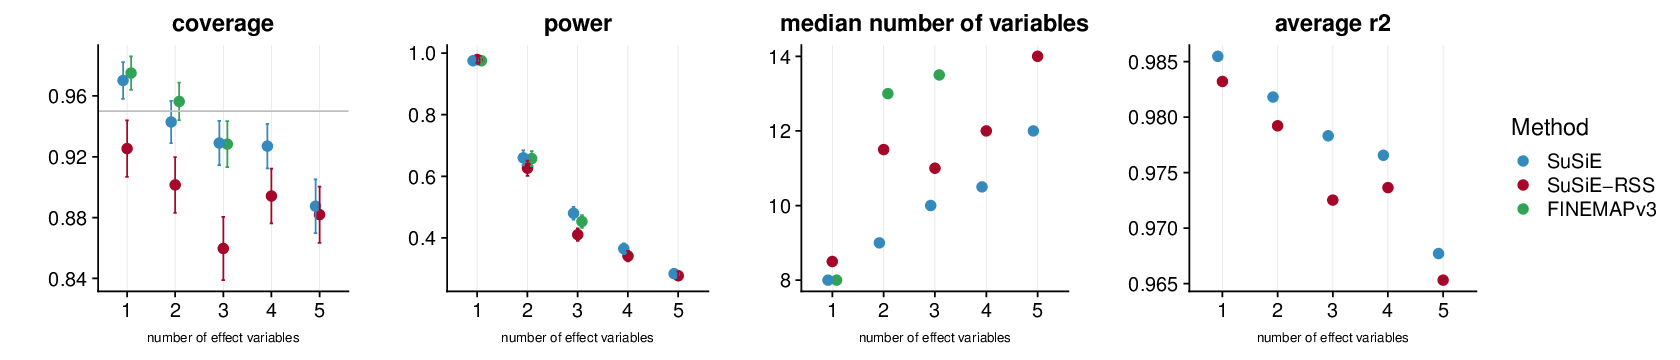 coverage
0.96
0.92
0.88
0.84
1 2 3 4 5
number of effect variables
power
1.0
0.8
0.6
0.4
1 2 3 4 5
number of effect variables
median number of variables
14
12
10
8
1 2 3 4 5
number of effect variables
average r2
0.985
0.980
0.975
0.970
0.965
1 2 3 4 5
number of effect variables
Method
SuSiE
SuSiE−RSS
FINEMAPv3